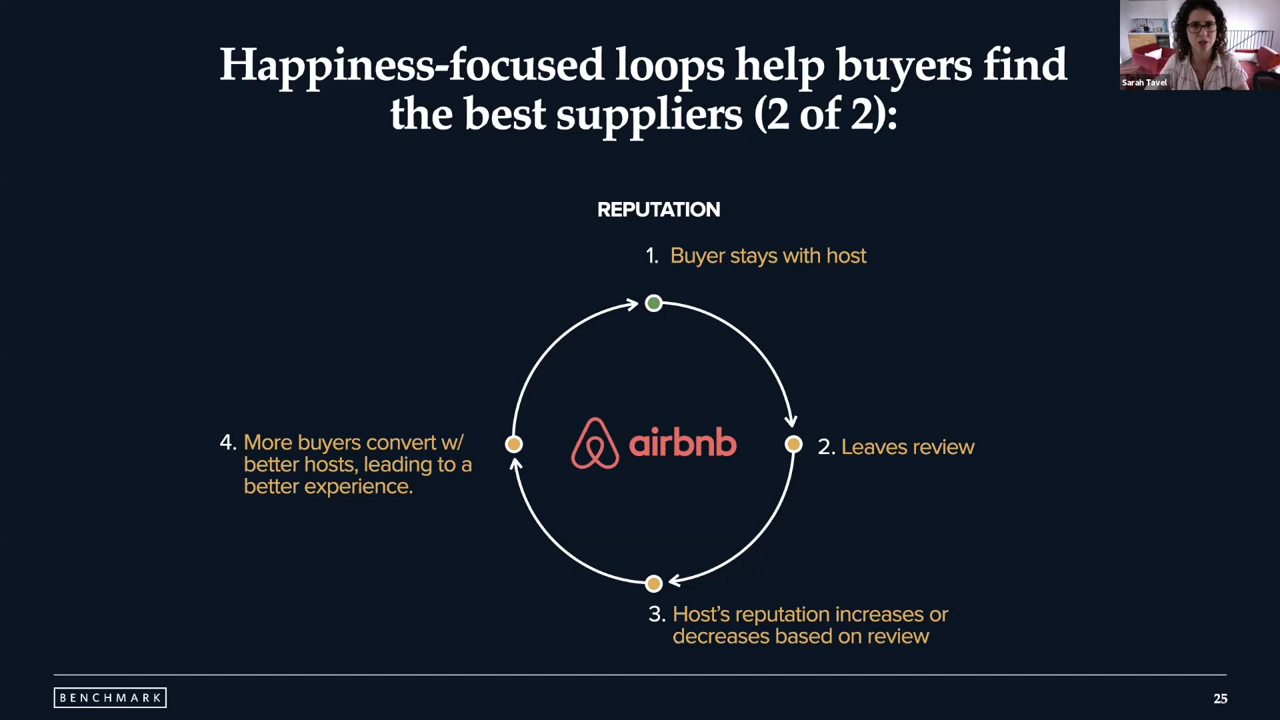 Happiness-focused loops help buyers find
the best suppliers (2 of 2):
Sarah Tavel
REPUTATION
1. Buyer stays with host
airbnb
2. Leaves review
3. Host's reputation increases or
decreases based on review
4. More buyers convert w/
better hosts, leading to a
better experience.
BENCHMARK
25